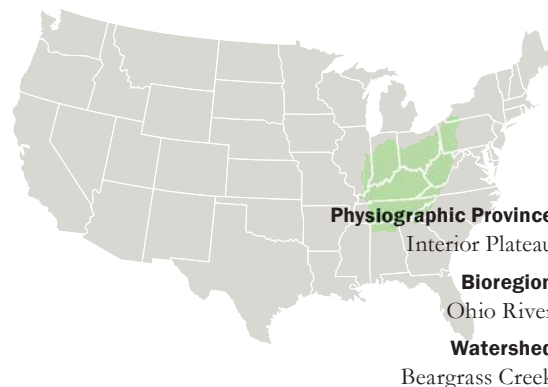 Physiographic Province
Interior Plateau
Bioregion
Ohio River
Watershed
Beargrass Creek